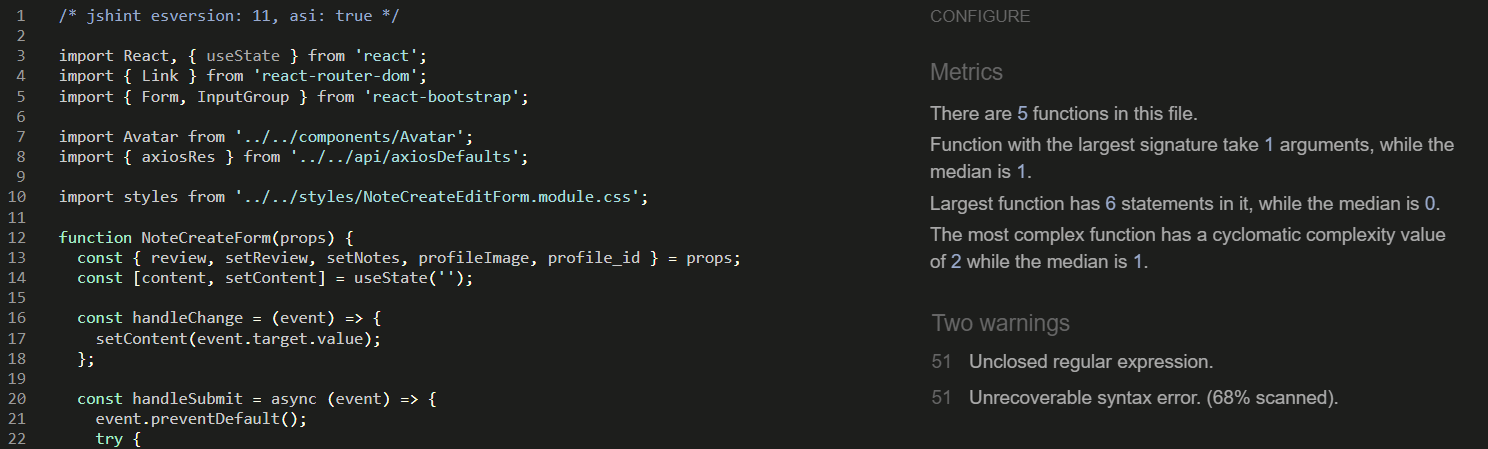 1 /* jshint esversion: 11, asi: true */
2
3 import React, { useState } from 'react';
4 import { Link } from 'react-router-dom';
5 import { Form, InputGroup } from 'react-bootstrap';
6
7 import Avatar from '../../components/Avatar';
8 import { axiosRes } from '../../api/axiosDefaults';
9
10 import styles from '../../styles/NoteCreateEditForm.module.css';
11
12 function NoteCreateForm(props) {
13   const { review, setReview, setNotes, profileImage, profile_id } = props;
14   const [content, setContent] = useState('');
15
16   const handleChange = (event) => {
17     setContent(event.target.value);
18   };
19
20   const handleSubmit = async (event) => {
21     event.preventDefault();
22     try {
CONFIGURE
Metrics
There are 5 functions in this file.
Function with the largest signature take 1 arguments, while the
median is 1.
Largest function has 6 statements in it, while the median is 0.
The most complex function has a cyclomatic complexity value
of 2 while the median is 1.
Two warnings
51 Unclosed regular expression.
51 Unrecoverable syntax error. (68% scanned).